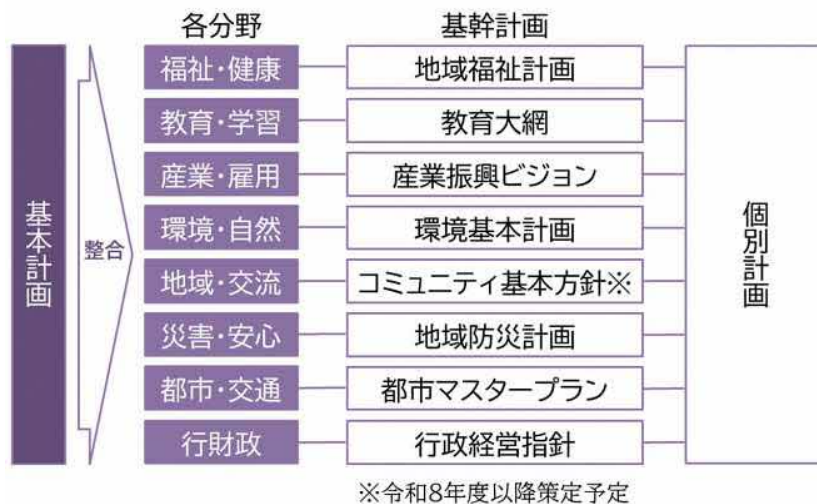 各分野 基幹計画
基本計画
整合
福祉・健康 地域福祉計画
教育・学習 教育大綱
産業・雇用 産業振興ビジョン
環境・自然 環境基本計画
地域・交流 コミュニティ基本方針※
災害・安心 地域防災計画
都市・交通 都市マスタープラン
行財政 行政経営指針
個別計画
※令和8年度以降策定予定